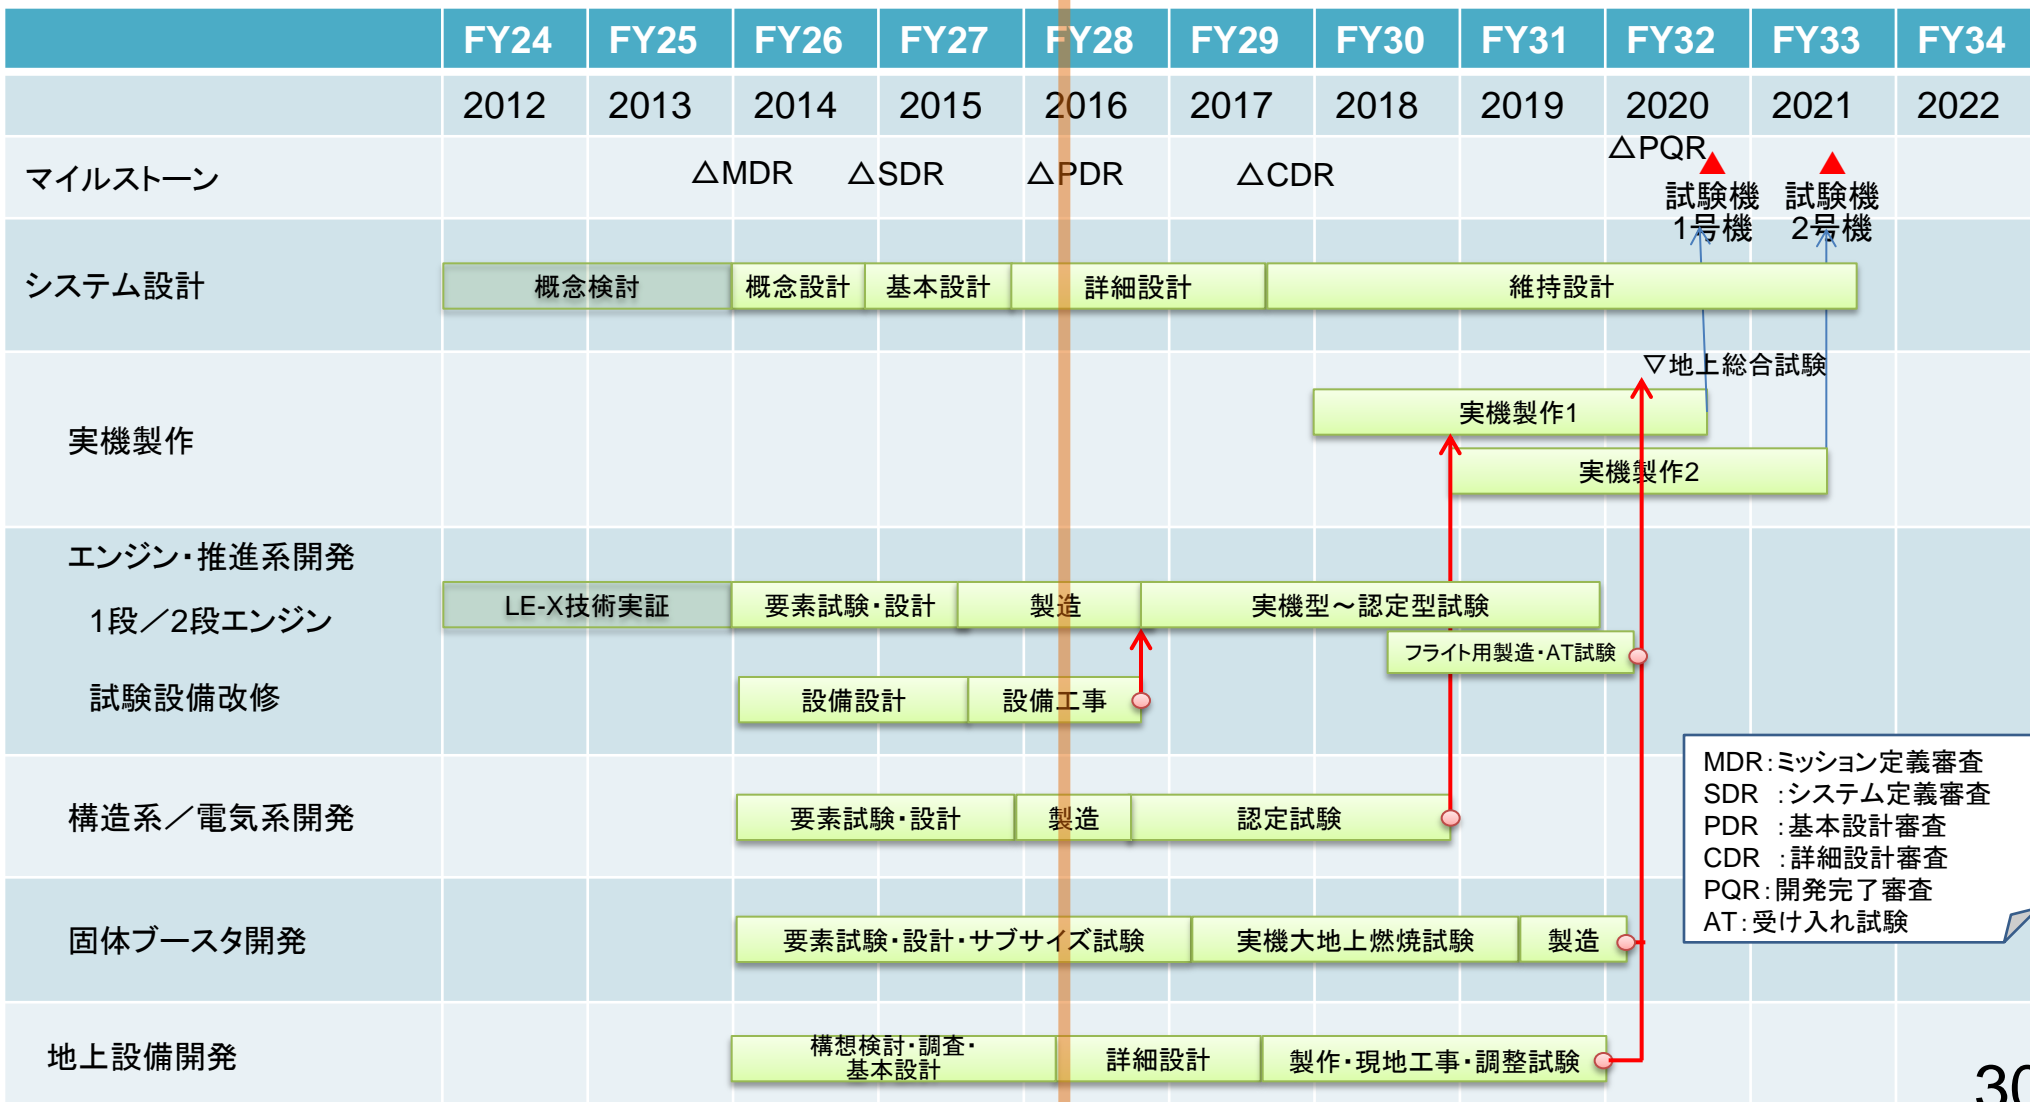 FY24 FY25 FY26 FY27 FY28 FY29 FY30 FY31 FY32 FY33 FY34
2012 2013 2014 2015 2016 2017 2018 2019 2020 2021 2022
マイルストーン
△MDR △SDR △PDR △CDR △PQR
▲ ▲
試験機 試験機
1号機 2号機
システム設計
概念検討 概念設計 基本設計 詳細設計 維持設計
▽地上総合試験
実機製作
実機製作1
実機製作2
エンジン・推進系開発
1段／2段エンジン
LE-X技術実証 要素試験・設計 製造 実機型～認定型試験
フライト用製造・AT試験
試験設備改修
設備設計 設備工事
構造系／電気系開発
要素試験・設計 製造 認定試験
固体ブースタ開発
要素試験・設計・サブサイズ試験 実機大地上燃焼試験 製造
地上設備開発
構想検討・調査・
基本設計
詳細設計 製作・現地工事・調整試験
MDR：ミッション定義審査
SDR ：システム定義審査
PDR ：基本設計審査
CDR ：詳細設計審査
PQR：開発完了審査
AT：受け入れ試験
30